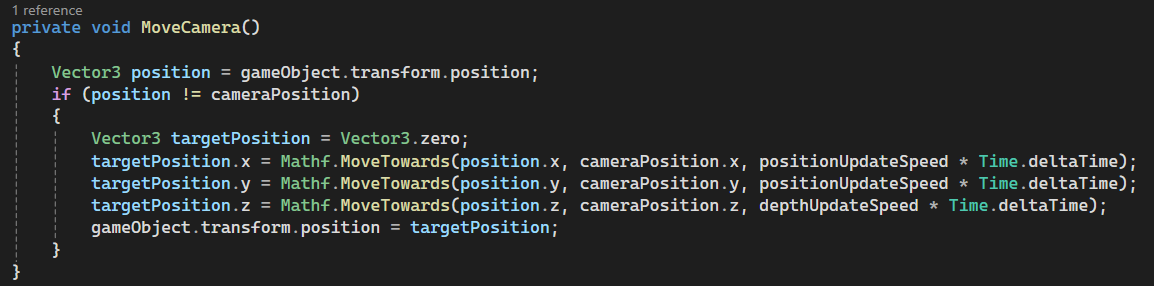 1 reference
private void MoveCamera()
{
    Vector3 position = gameObject.transform.position;
    if (position != cameraPosition)
    {
        Vector3 targetPosition = Vector3.zero;
        targetPosition.x = Mathf.MoveTowards(position.x, cameraPosition.x, positionUpdateSpeed * Time.deltaTime);
        targetPosition.y = Mathf.MoveTowards(position.y, cameraPosition.y, positionUpdateSpeed * Time.deltaTime);
        targetPosition.z = Mathf.MoveTowards(position.z, cameraPosition.z, depthUpdateSpeed * Time.deltaTime);
        gameObject.transform.position = targetPosition;
    }
}